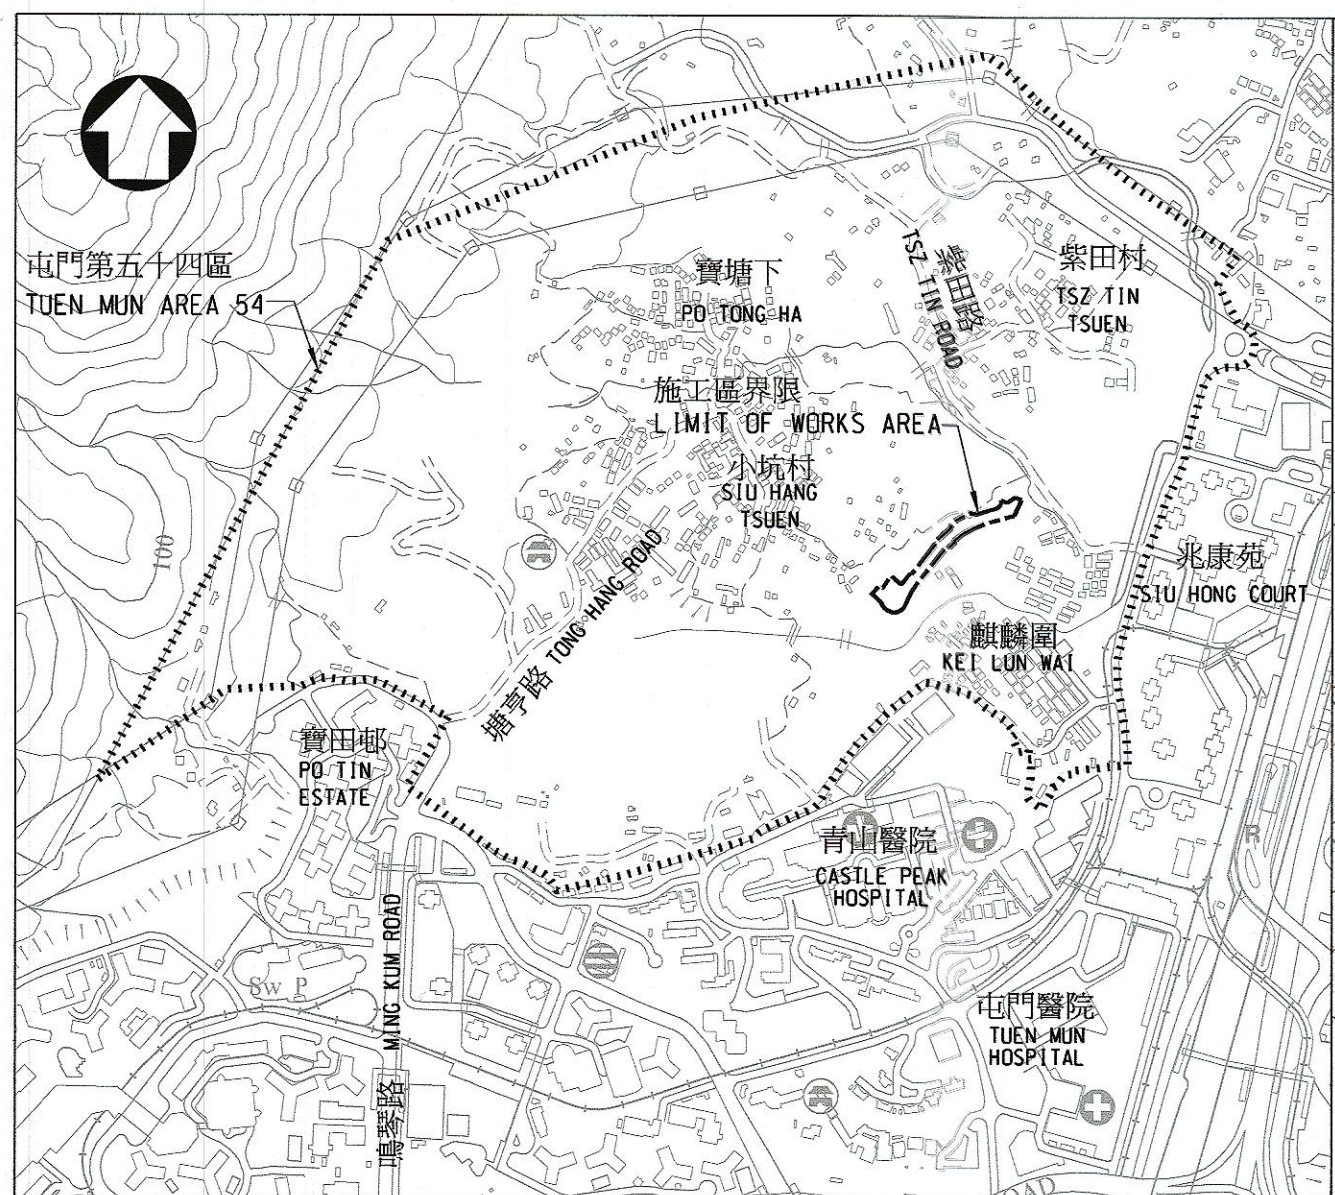 屯門第五十四區
TUEN MUN AREA 54
寶塘下
PO TONG HA
紫田路
TSZ TIN ROAD
紫田村
TSZ TIN
TSUEN
施工區界限
LIMIT OF WORKS AREA
小坑村
SIU HANG
TSUEN
100
兆康苑
SIU HONG COURT
麒麟圍
KEI LUN WAI
塘亨路 TONG HANG ROAD
寶田邨
PO TIN
ESTATE
青山醫院
CASTLE PEAK
HOSPITAL
R
Sw P
鳴琴路 MING KUM ROAD
屯門醫院
TUEN MUN
HOSPITAL